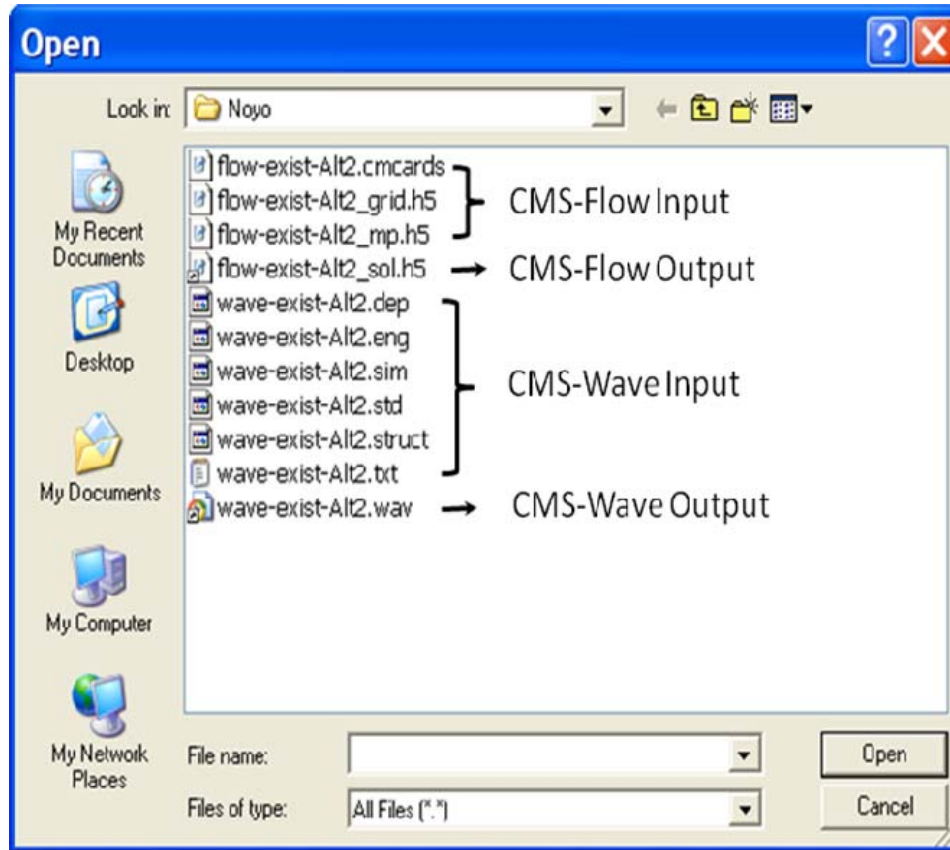 Open
Look in:
Noyo
My Recent
Documents
Desktop
My Documents
My Computer
My Network
Places
flow-exist-Alt2.cmcards
flow-exist-Alt2_grid.h5
flow-exist-Alt2_mp.h5
flow-exist-Alt2_sol.h5
wave-exist-Alt2.dep
wave-exist-Alt2.eng
wave-exist-Alt2.sim
wave-exist-Alt2.std
wave-exist-Alt2.struct
wave-exist-Alt2.txt
wave-exist-Alt2.wav
CMS-Flow Input
CMS-Flow Output
CMS-Wave Input
CMS-Wave Output
File name:
Open
Files of type:
All Files (*.*)
Cancel